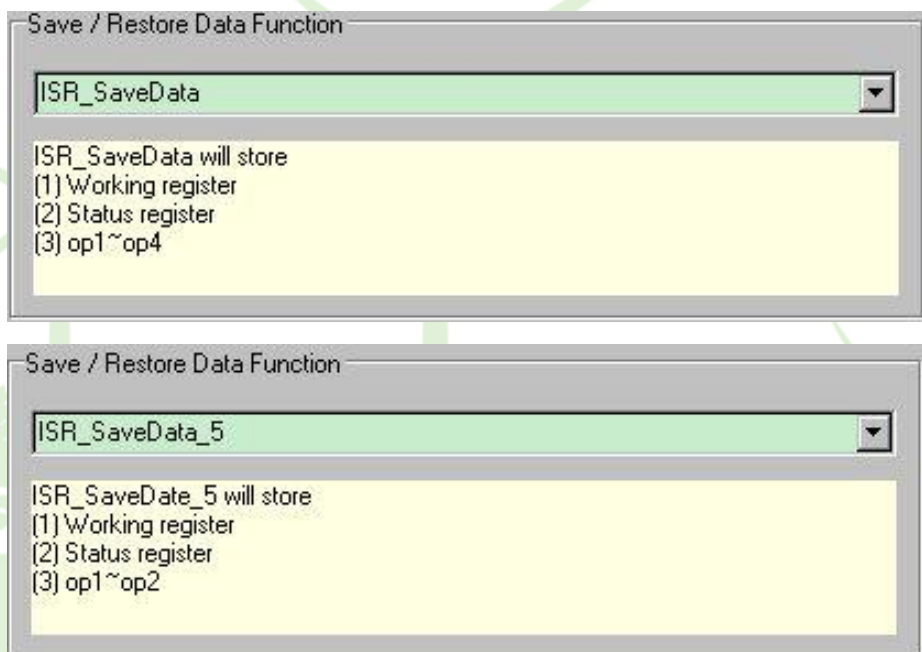 Save / Restore Data Function
ISR_SaveData
ISR_SaveData will store
(1) Working register
(2) Status register
(3) op1~op4
Save / Restore Data Function
ISR_SaveData_5
ISR_SaveDate_5 will store
(1) Working register
(2) Status register
(3) op1~op2